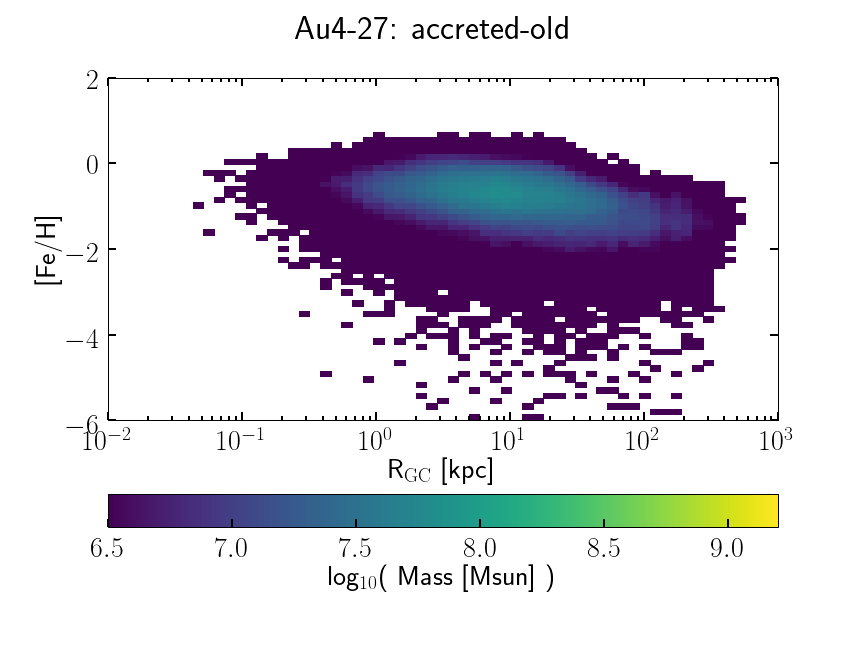 Au4-27: accreted-old
2
0
−2
−4
−6
[Fe/H]
10−2 10−1 100 101 102 103
RGC [kpc]
6.5 7.0 7.5 8.0 8.5 9.0
log10( Mass [Msun] )